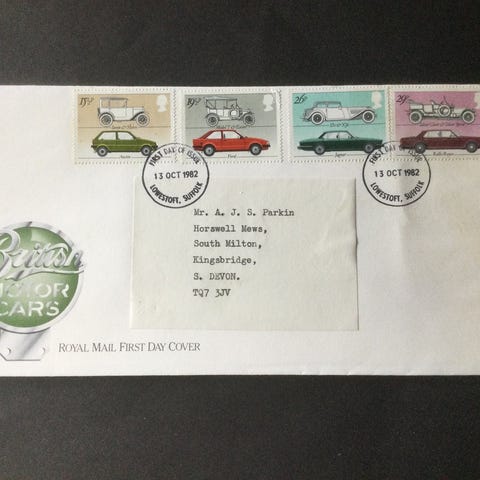 15½P
19½P
26P
29P
Austin
Ford
Jaguar
Rolls-Royce
FIRST DAY OF ISSUE
13 OCT 1982
LOWESTOFT, SUFFOLK
FIRST DAY OF ISSUE
13 OCT 1982
LOWESTOFT, SUFFOLK
Mr. A. J. S. Parkin
Horswell Mews,
South Milton,
Kingsbridge,
S. DEVON.
TQ7 3JV
British
MOTOR
CARS
ROYAL MAIL FIRST DAY COVER